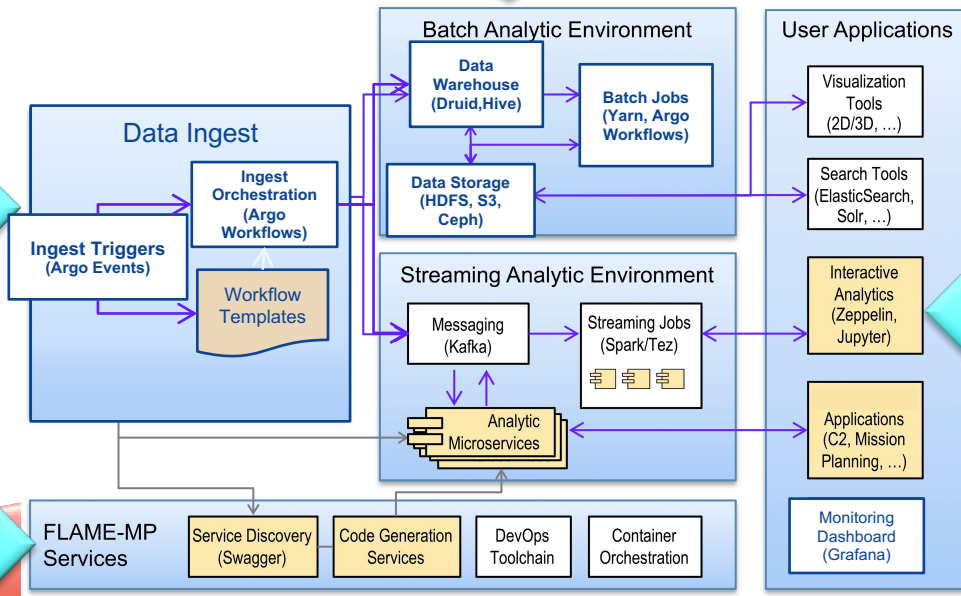 Batch Analytic Environment
Data
Warehouse
(Druid,Hive)
Batch Jobs
(Yarn, Argo
Workflows)
Data Storage
(HDFS, S3,
Ceph)
User Applications
Visualization
Tools
(2D/3D, …)
Search Tools
(ElasticSearch,
Solr, …)
Interactive
Analytics
(Zeppelin,
Jupyter)
Applications
(C2, Mission
Planning, …)
Monitoring
Dashboard
(Grafana)
Data Ingest
Ingest
Orchestration
(Argo
Workflows)
Ingest Triggers
(Argo Events)
Workflow
Templates
Streaming Analytic Environment
Messaging
(Kafka)
Streaming Jobs
(Spark/Tez)
Analytic
Microservices
FLAME-MP
Services
Service Discovery
(Swagger)
Code Generation
Services
DevOps
Toolchain
Container
Orchestration